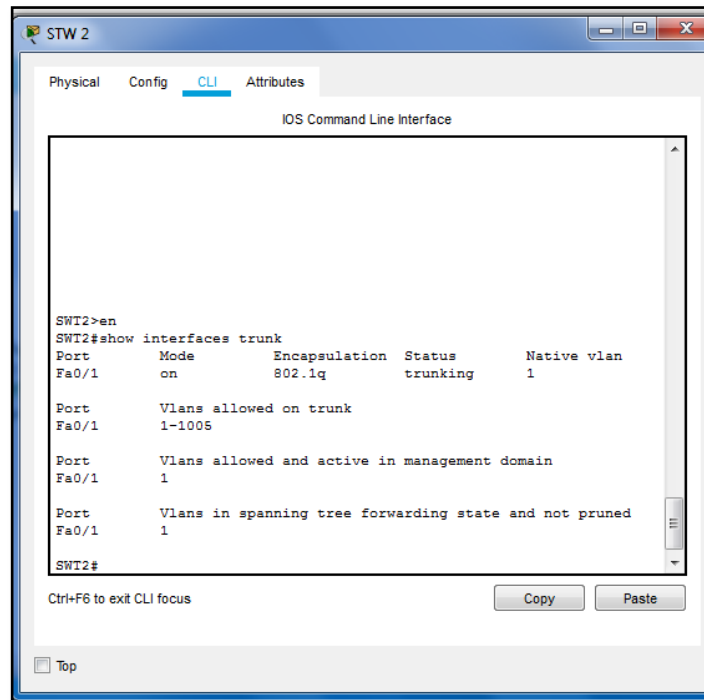 STW 2
Physical Config CLI Attributes
IOS Command Line Interface
SWT2>en
SWT2#show interfaces trunk
Port Mode Encapsulation Status Native vlan
Fa0/1 on 802.1q trunking 1
Port Vlans allowed on trunk
Fa0/1 1-1005
Port Vlans allowed and active in management domain
Fa0/1 1
Port Vlans in spanning tree forwarding state and not pruned
Fa0/1 1
SWT2#
Ctrl+F6 to exit CLI focus Copy Paste
Top